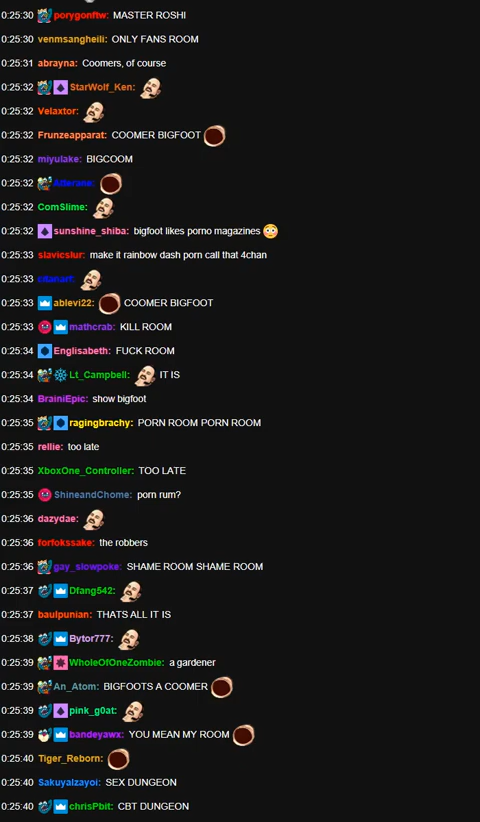 0:25:30 porygonftw: MASTER ROSHI
0:25:30 venmsangheili: ONLY FANS ROOM
0:25:31 abrayna: Coomers, of course
0:25:32 StarWolf_Ken:
0:25:32 Velaxtor:
0:25:32 Frunzeapparat: COOMER BIGFOOT
0:25:32 miyulake: BIGCOOM
0:25:32
0:25:32 ComSlime:
0:25:32 sunshine_shiba: bigfoot likes porno magazines
0:25:33 slavicslur: make it rainbow dash porn call that 4chan
0:25:33
0:25:33 ablevi22: COOMER BIGFOOT
0:25:33 mathcrab: KILL ROOM
0:25:34 Englisabeth: FUCK ROOM
0:25:34 Lt_Campbell: IT IS
0:25:34 BrainiEpic: show bigfoot
0:25:35 ragingbrachy: PORN ROOM PORN ROOM
0:25:35 rellie: too late
0:25:35 XboxOne_Controller: TOO LATE
0:25:35 ShineandChome: porn rum?
0:25:36 dazydae:
0:25:36 forfokssake: the robbers
0:25:36 gay_slowpoke: SHAME ROOM SHAME ROOM
0:25:37 Dfang542:
0:25:37 baulpunian: THATS ALL IT IS
0:25:38 Bytor777:
0:25:39 WholeOfOneZombie: a gardener
0:25:39 An_Atom: BIGFOOTS A COOMER
0:25:39 pink_g0at:
0:25:39 bandeyawx: YOU MEAN MY ROOM
0:25:40 Tiger_Reborn:
0:25:40 SakuyaIzayoi: SEX DUNGEON
0:25:40 chrisPbit: CBT DUNGEON